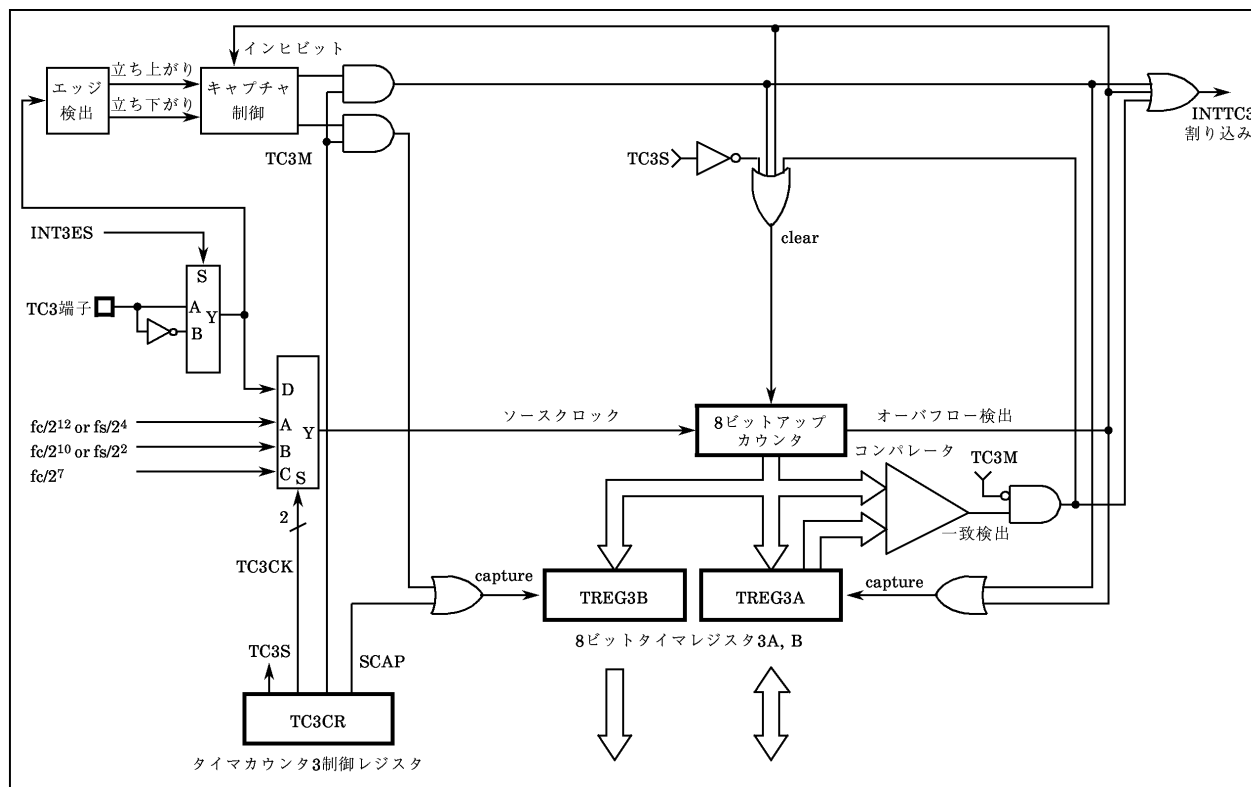 インヒビット
エッジ
検出
立ち上がり
立ち下がり
キャプチャ
制御
TC3M
INTTC3
割り込み
TC3S
clear
INT3ES
S
TC3端子
A
B
Y
D
A
B
C
S
Y
fc/2¹² or fs/2⁴
fc/2¹⁰ or fs/2²
fc/2⁷
ソースクロック
8ビットアップ
カウンタ
オーバフロー検出
コンパレータ
TC3M
一致検出
2
TC3CK
capture
TREG3B
TREG3A
capture
8ビットタイマレジスタ3A, B
TC3S
SCAP
TC3CR
タイマカウンタ3制御レジスタ